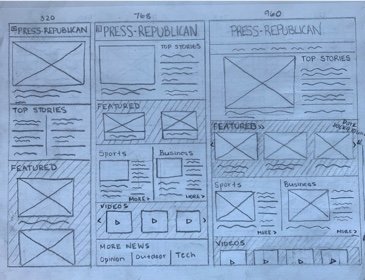 320
PRESS-REPUBLICAN
TOP STORIES
FEATURED
768
PRESS-REPUBLICAN
TOP STORIES
FEATURED
Sports
Business
MORE>
MORE>
VIDEOS
MORE NEWS
Opinion
Outdoor
Tech
960
PRESS-REPUBLICAN
TOP STORIES
FEATURED>>
Sports
Business
MORE>
MORE>
VIDEOS